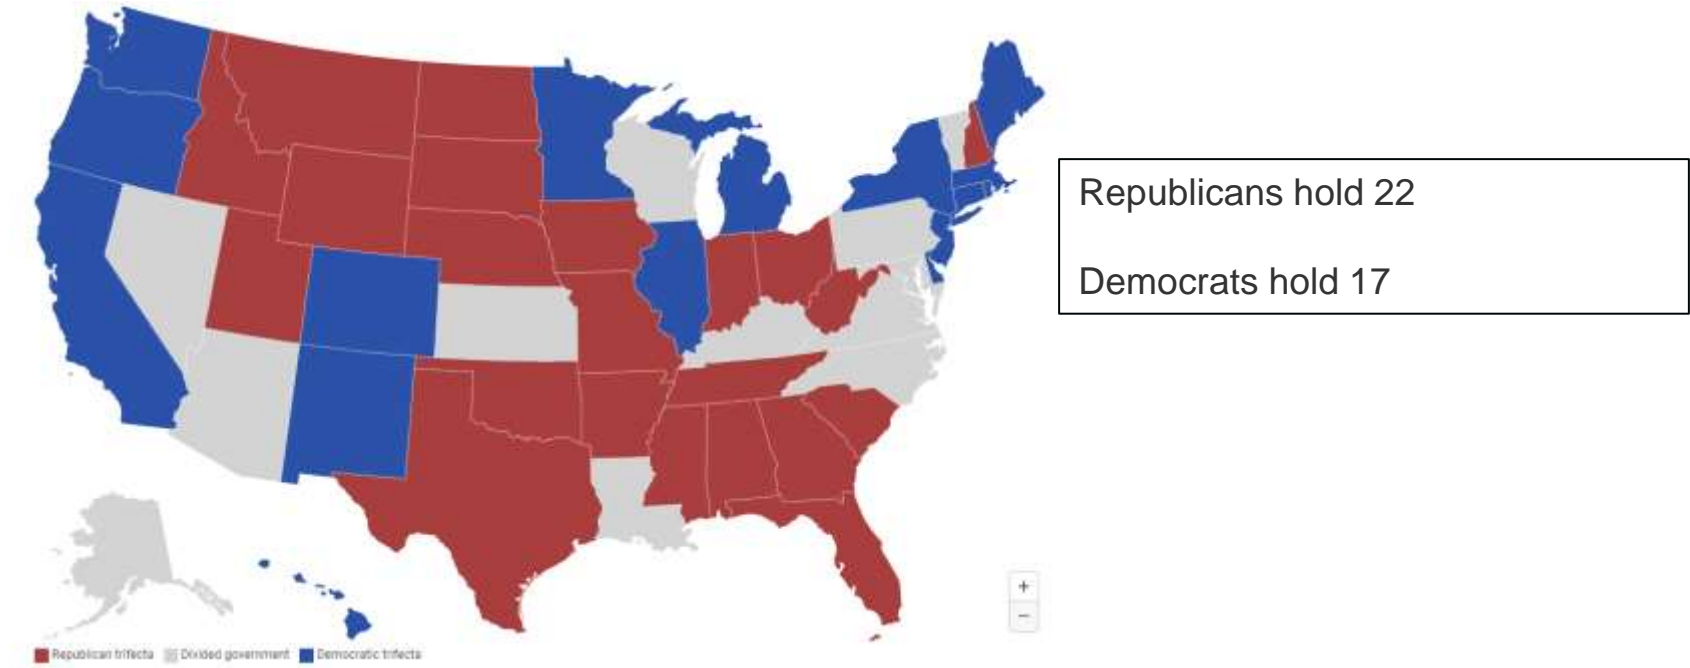 Republicans hold 22
Democrats hold 17
+
−
Republican trifecta Divided government Democratic trifecta